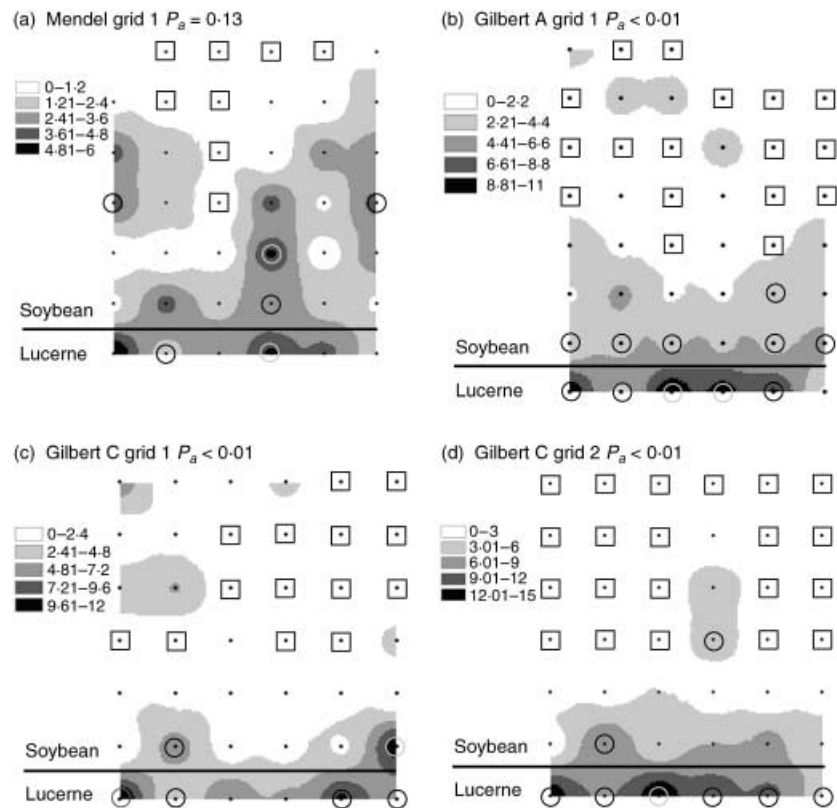 (a) Mendel grid 1 Pₐ = 0·13
0–1·2
1·21–2·4
2·41–3·6
3·61–4·8
4·81–6
Soybean
Lucerne
(b) Gilbert A grid 1 Pₐ < 0·01
0–2·2
2·21–4·4
4·41–6·6
6·61–8·8
8·81–11
Soybean
Lucerne
(c) Gilbert C grid 1 Pₐ < 0·01
0–2·4
2·41–4·8
4·81–7·2
7·21–9·6
9·61–12
Soybean
Lucerne
(d) Gilbert C grid 2 Pₐ < 0·01
0–3
3·01–6
6·01–9
9·01–12
12·01–15
Soybean
Lucerne